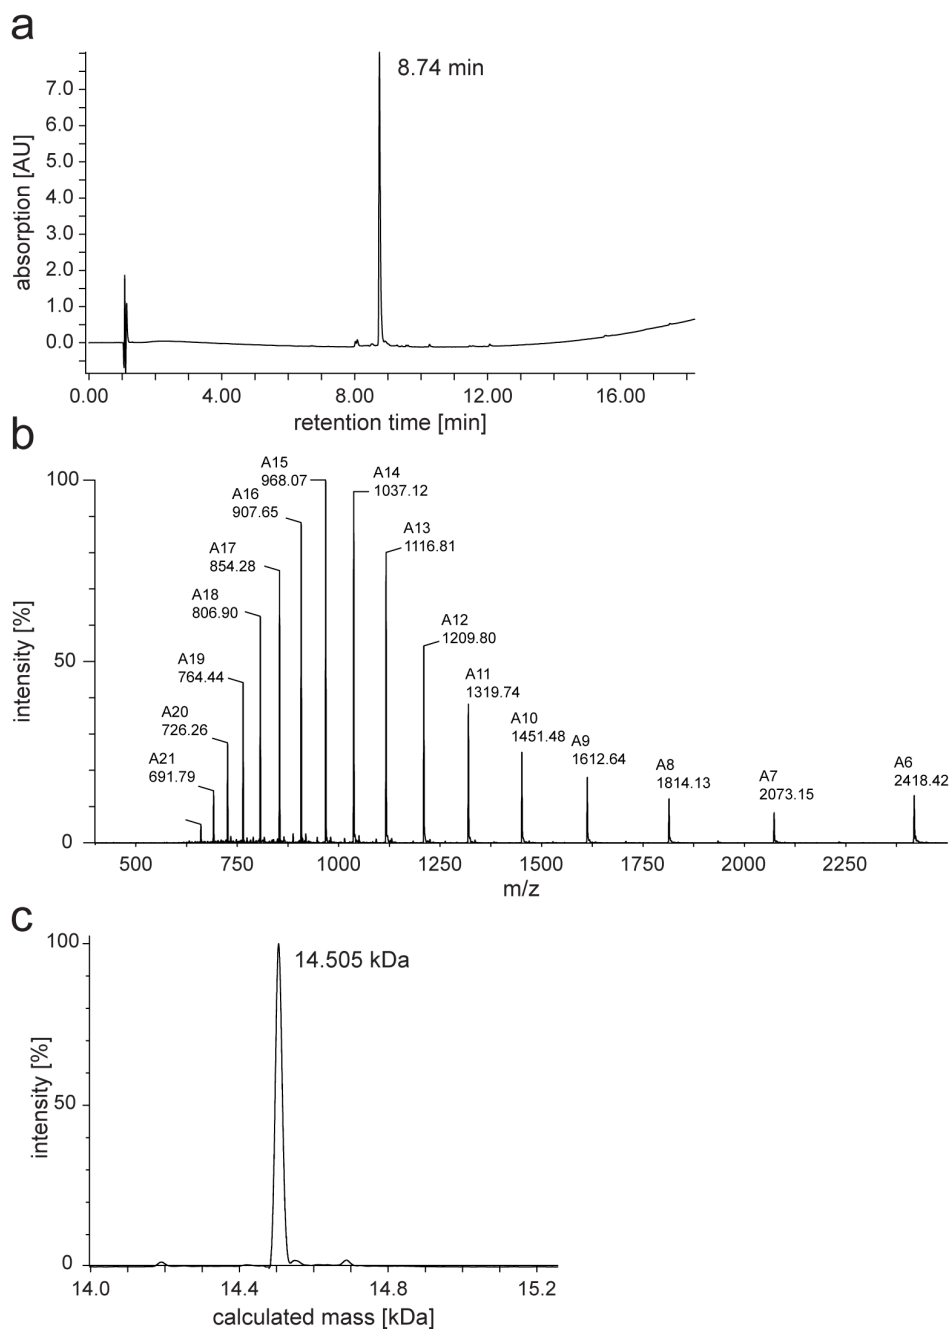 a
8.74 min
7.0
6.0
5.0
4.0
3.0
2.0
1.0
0.0
absorption [AU]
0.00 4.00 8.00 12.00 16.00
retention time [min]
b
A15
968.07
A14
1037.12
A16
907.65
A13
1116.81
A17
854.28
A18
806.90
A12
1209.80
A19
764.44
A11
1319.74
A20
726.26
A10
1451.48
A9
1612.64
A21
691.79
A8
1814.13
A7
2073.15
A6
2418.42
100
50
0
intensity [%]
500 750 1000 1250 1500 1750 2000 2250
m/z
c
14.505 kDa
100
50
0
intensity [%]
14.0 14.4 14.8 15.2
calculated mass [kDa]